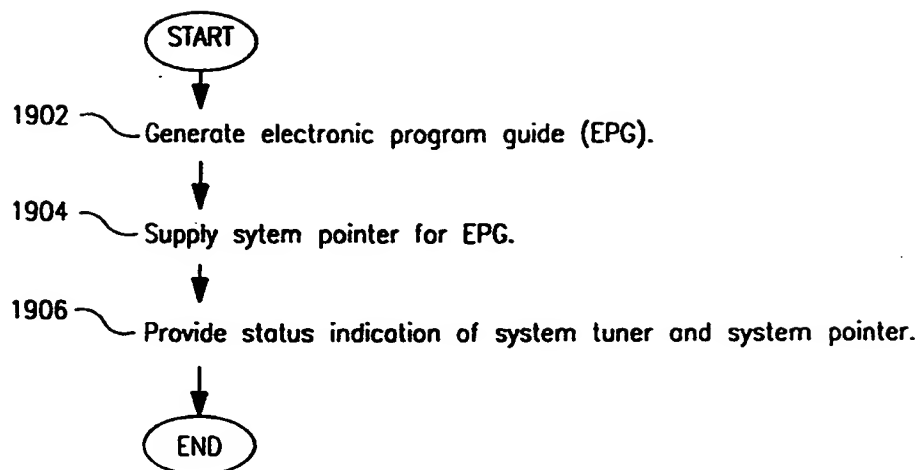 START
1902
Generate electronic program guide (EPG).
1904
Supply sytem pointer for EPG.
1906
Provide status indication of system tuner and system pointer.
END